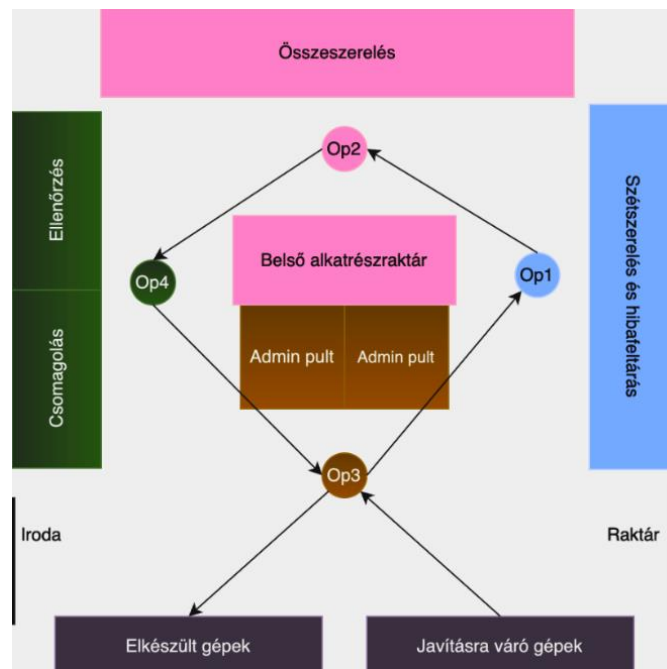 Összeszerelés
Op2
Ellenőrzés
Szétszerelés és hibafeltárás
Belső alkatrészraktár
Op4
Op1
Admin pult
Admin pult
Csomagolás
Op3
Iroda
Raktár
Elkészült gépek
Javításra váró gépek